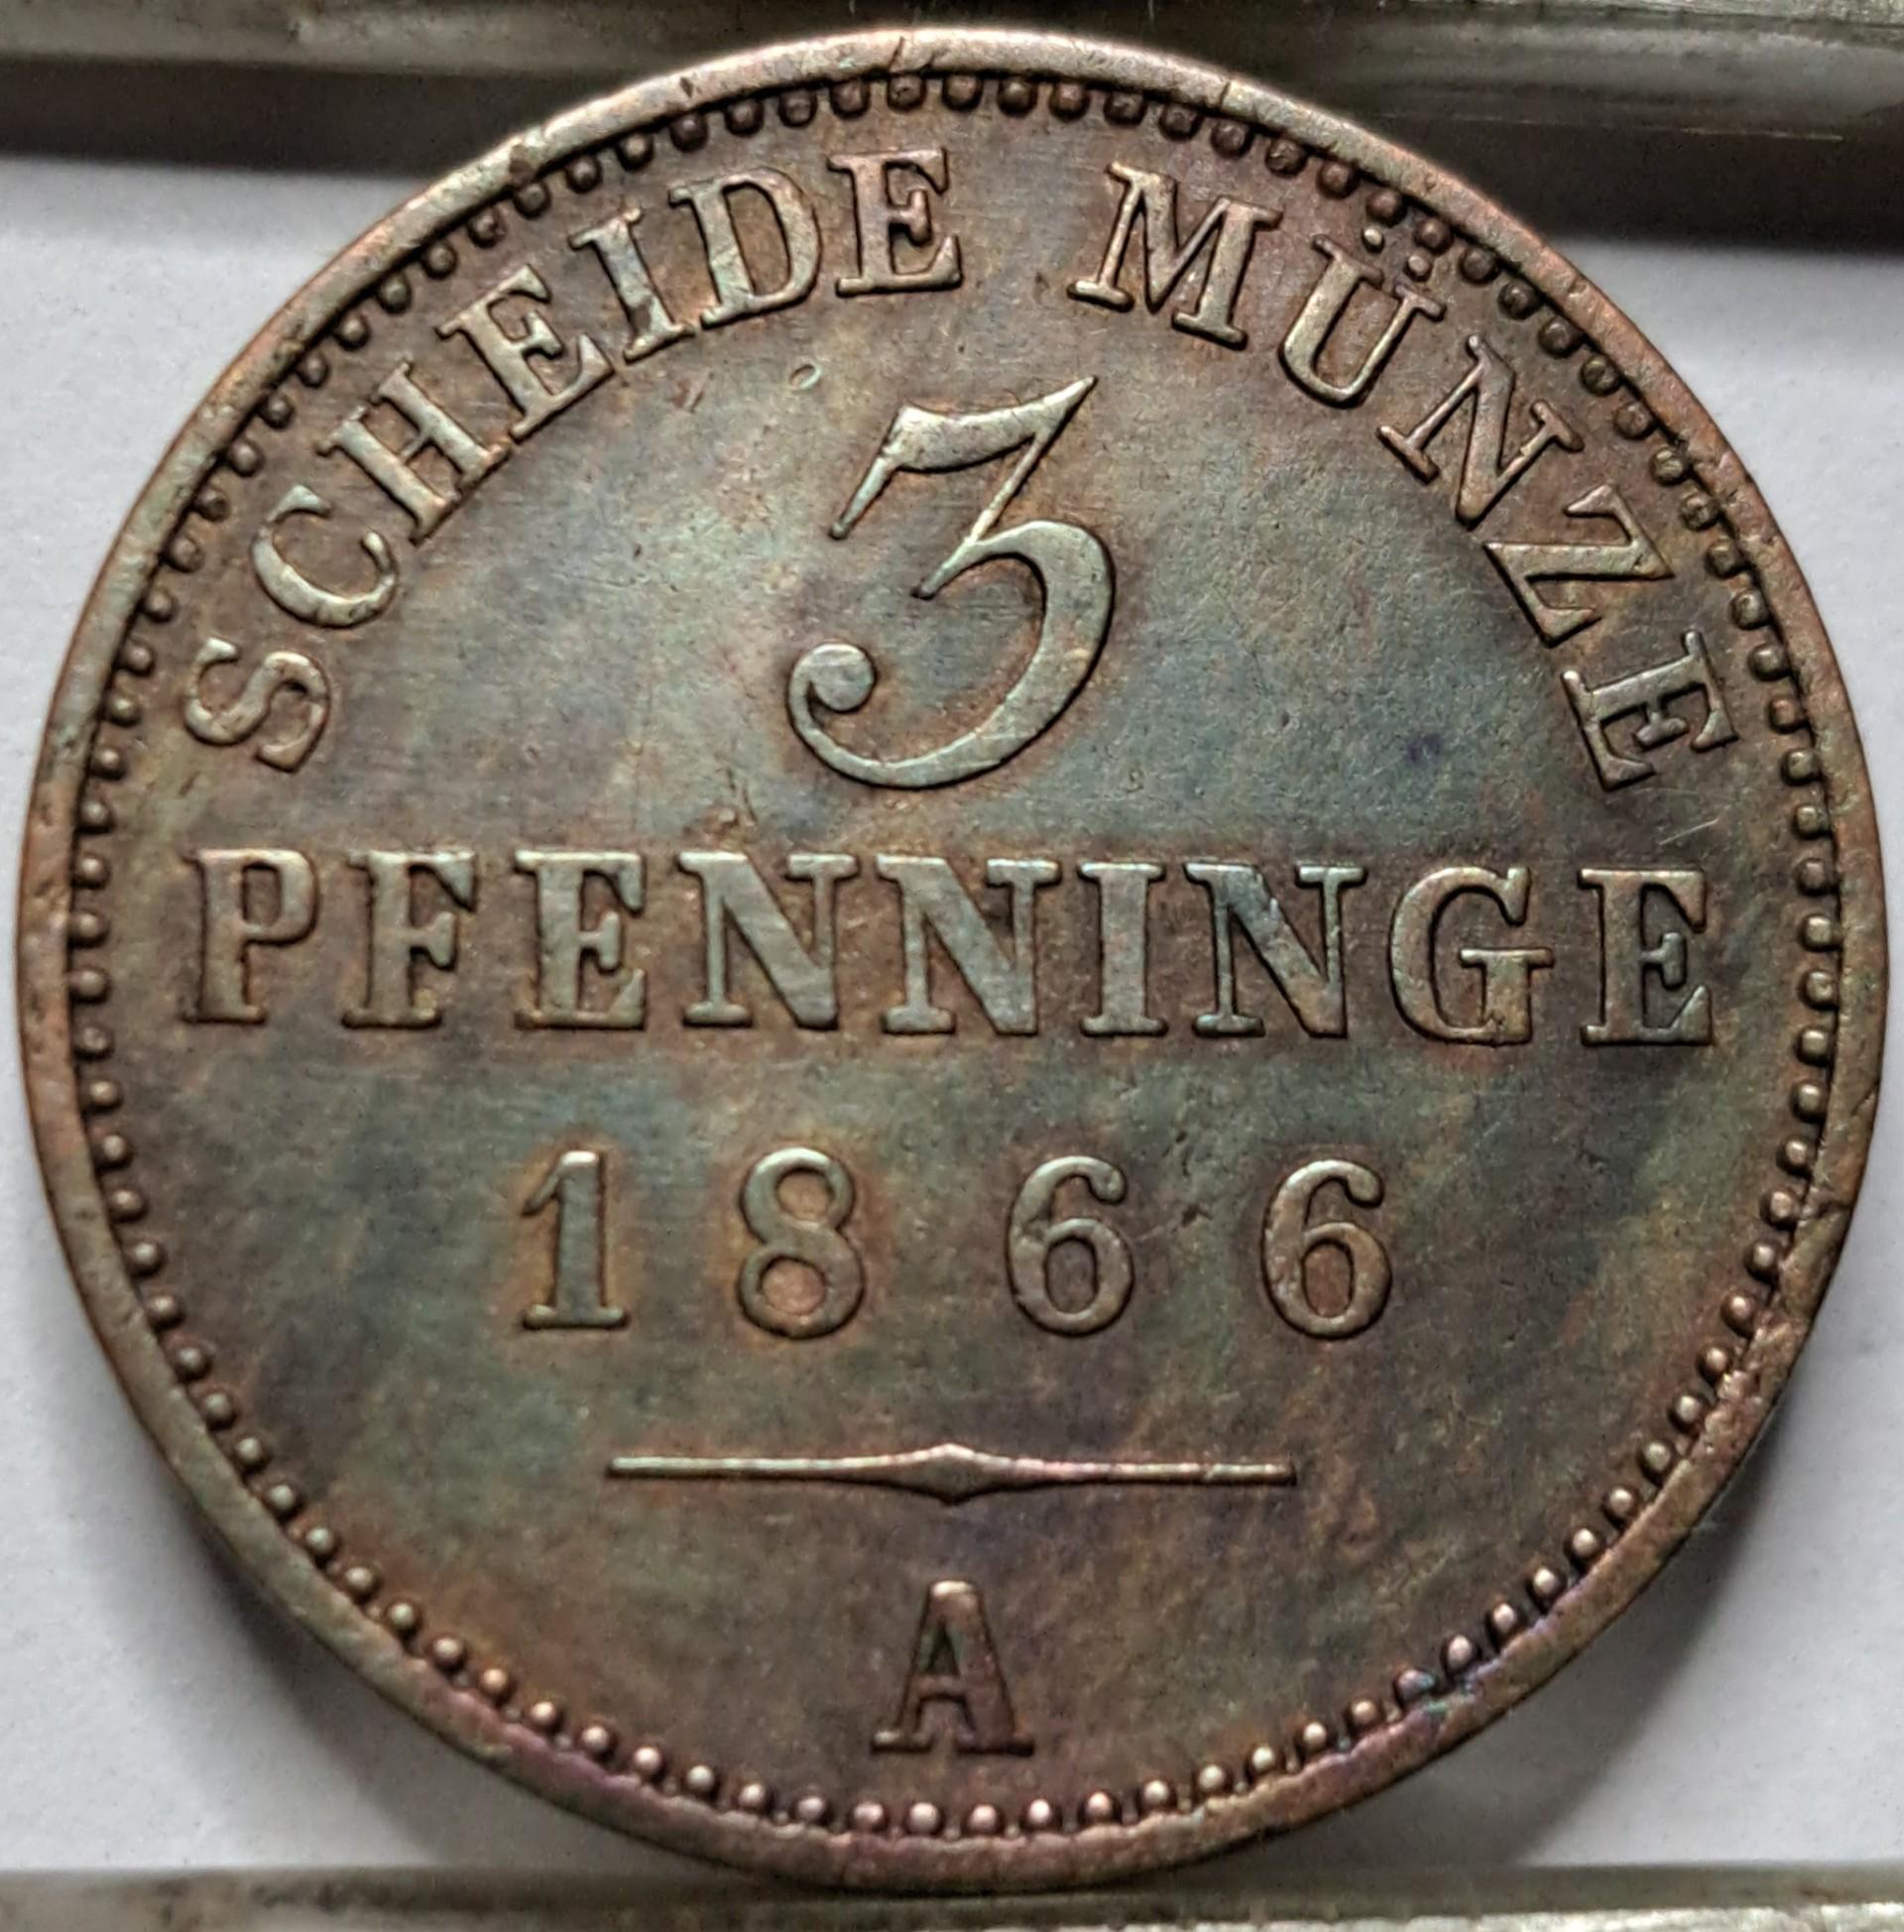 SCHEIDE MÜNZE
3
PFENNINGE
1866
A